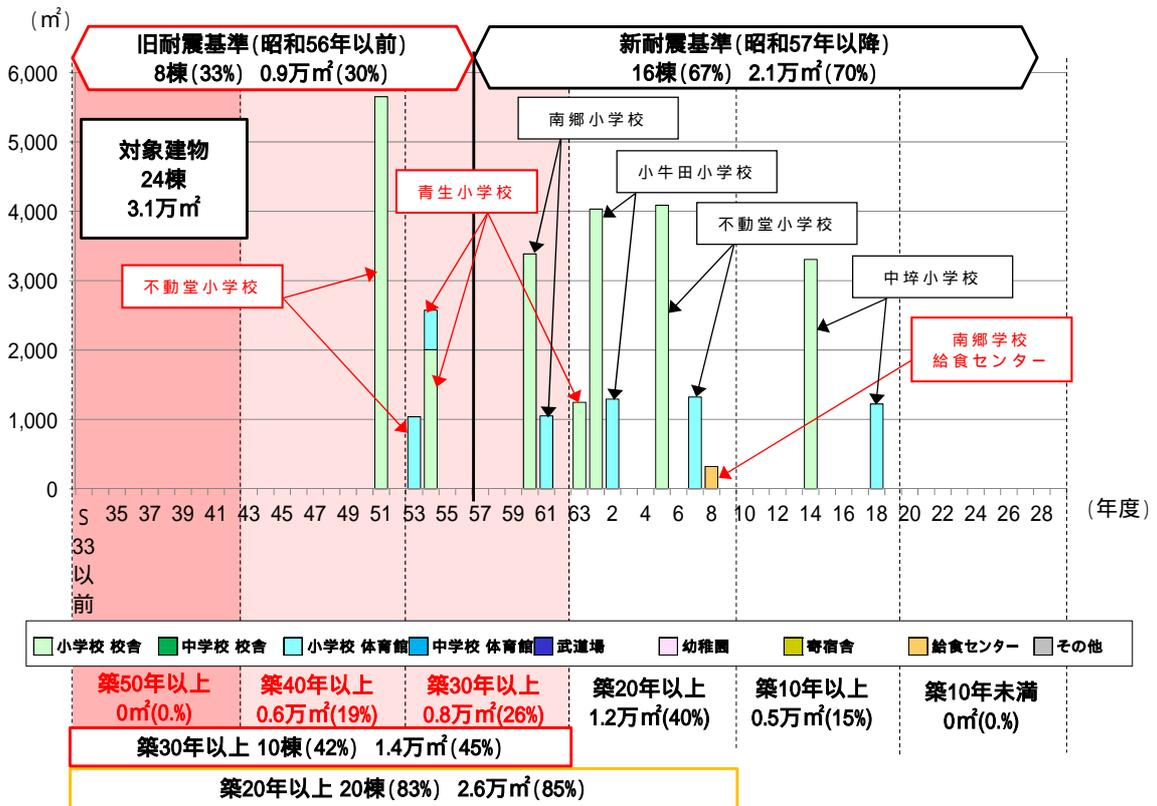 (㎡)
旧耐震基準(昭和56年以前)
8棟(33%) 0.9万㎡(30%)
新耐震基準(昭和57年以降)
16棟(67%) 2.1万㎡(70%)
6,000
5,000
4,000
3,000
2,000
1,000
0
対象建物
24棟
3.1万㎡
南郷小学校
小牛田小学校
青生小学校
不動堂小学校
不動堂小学校
中埣小学校
南郷学校
給食センター
S 35 37 39 41 43 45 47 49 51 53 55 57 59 61 63 2 4 6 8 10 12 14 16 18 20 22 24 26 28 (年度)
33
以
前
小学校 校舎 中学校 校舎 小学校 体育館 中学校 体育館 武道場 幼稚園 寄宿舎 給食センター その他
築50年以上
0㎡(0.%)
築40年以上
0.6万㎡(19%)
築30年以上
0.8万㎡(26%)
築20年以上
1.2万㎡(40%)
築10年以上
0.5万㎡(15%)
築10年未満
0㎡(0.%)
築30年以上 10棟(42%) 1.4万㎡(45%)
築20年以上 20棟(83%) 2.6万㎡(85%)